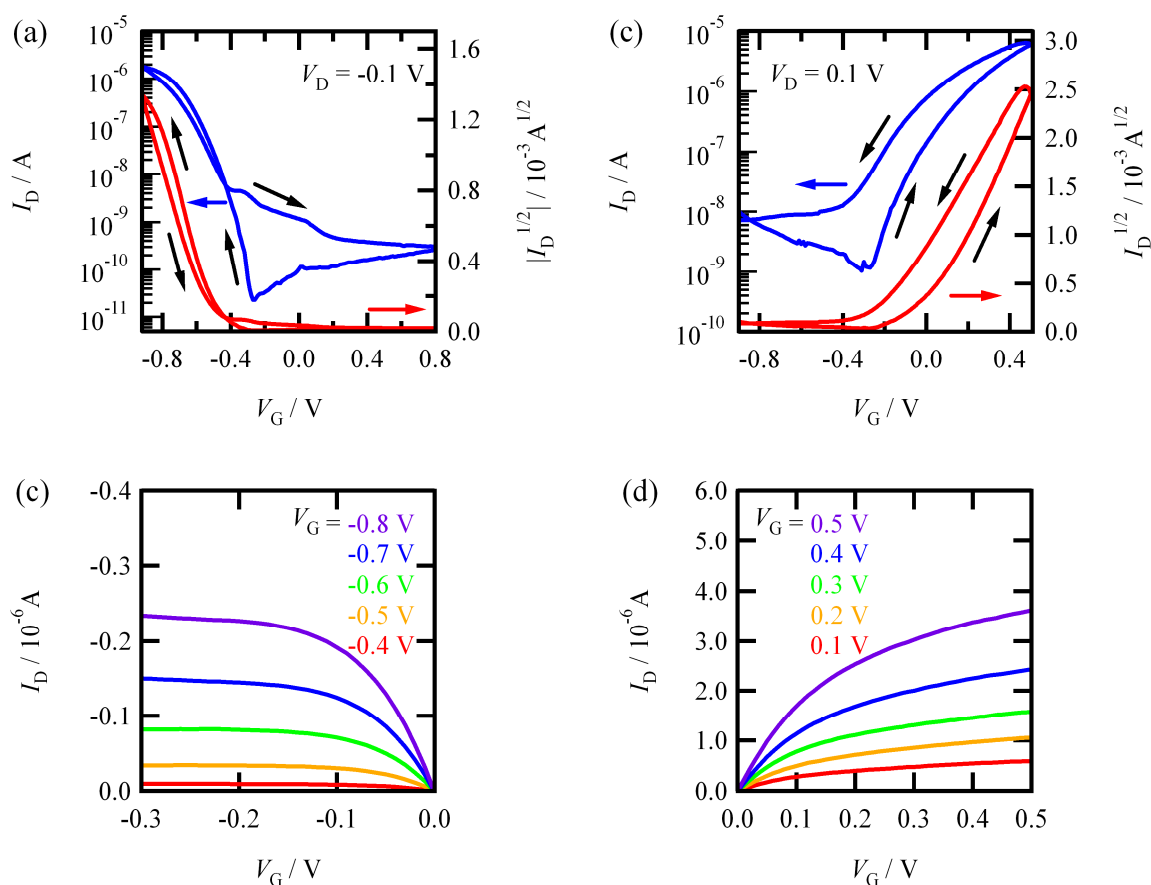 (a)
10^-5
10^-6
10^-7
10^-8
10^-9
10^-10
10^-11
I_D / A
V_D = -0.1 V
1.6
1.2
0.8
0.4
0.0
|I_D^1/2| / 10^-3 A^1/2
-0.8 -0.4 0.0 0.4 0.8
V_G / V
(c)
10^-5
10^-6
10^-7
10^-8
10^-9
10^-10
I_D / A
V_D = 0.1 V
3.0
2.5
2.0
1.5
1.0
0.5
0.0
I_D^1/2 / 10^-3 A^1/2
-0.8 -0.4 0.0 0.4
V_G / V
(c)
-0.4
-0.3
-0.2
-0.1
0.0
I_D / 10^-6 A
V_G = -0.8 V
-0.7 V
-0.6 V
-0.5 V
-0.4 V
-0.3 -0.2 -0.1 0.0
V_G / V
(d)
6.0
5.0
4.0
3.0
2.0
1.0
0.0
I_D / 10^-6 A
V_G = 0.5 V
0.4 V
0.3 V
0.2 V
0.1 V
0.0 0.1 0.2 0.3 0.4 0.5
V_G / V